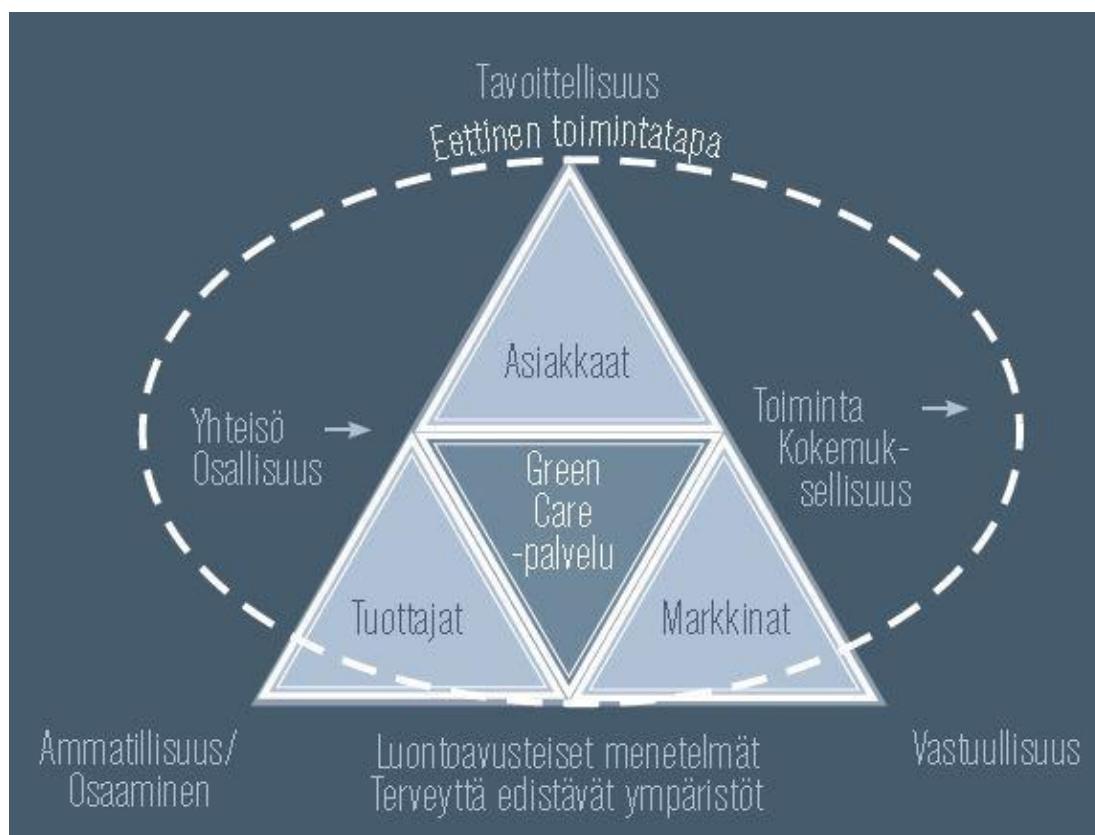 Tavoittellisuus
Eettinen toimintatapa
Asiakkaat
Yhteisö
Osallisuus
Toiminta
Kokemuk-
sellisuus
Green
Care
-palvelu
Tuottajat
Markkinat
Ammatillisuus/
Osaaminen
Luontoavusteiset menetelmät
Terveyttä edistävät ympäristöt
Vastuullisuus